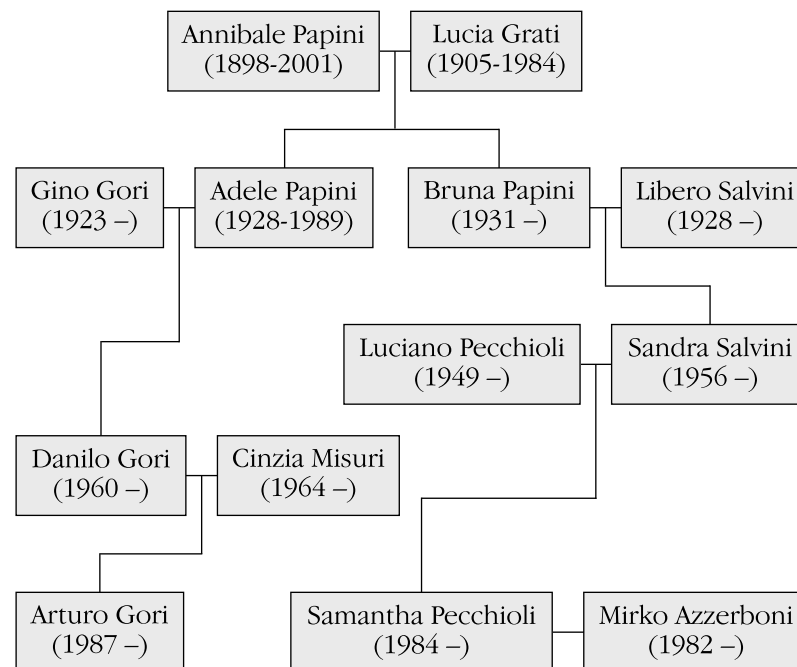 Annibale Papini
(1898-2001)
Lucia Grati
(1905-1984)
Gino Gori
(1923 –)
Adele Papini
(1928-1989)
Bruna Papini
(1931 –)
Libero Salvini
(1928 –)
Luciano Pecchioli
(1949 –)
Sandra Salvini
(1956 –)
Danilo Gori
(1960 –)
Cinzia Misuri
(1964 –)
Arturo Gori
(1987 –)
Samantha Pecchioli
(1984 –)
Mirko Azzerboni
(1982 –)